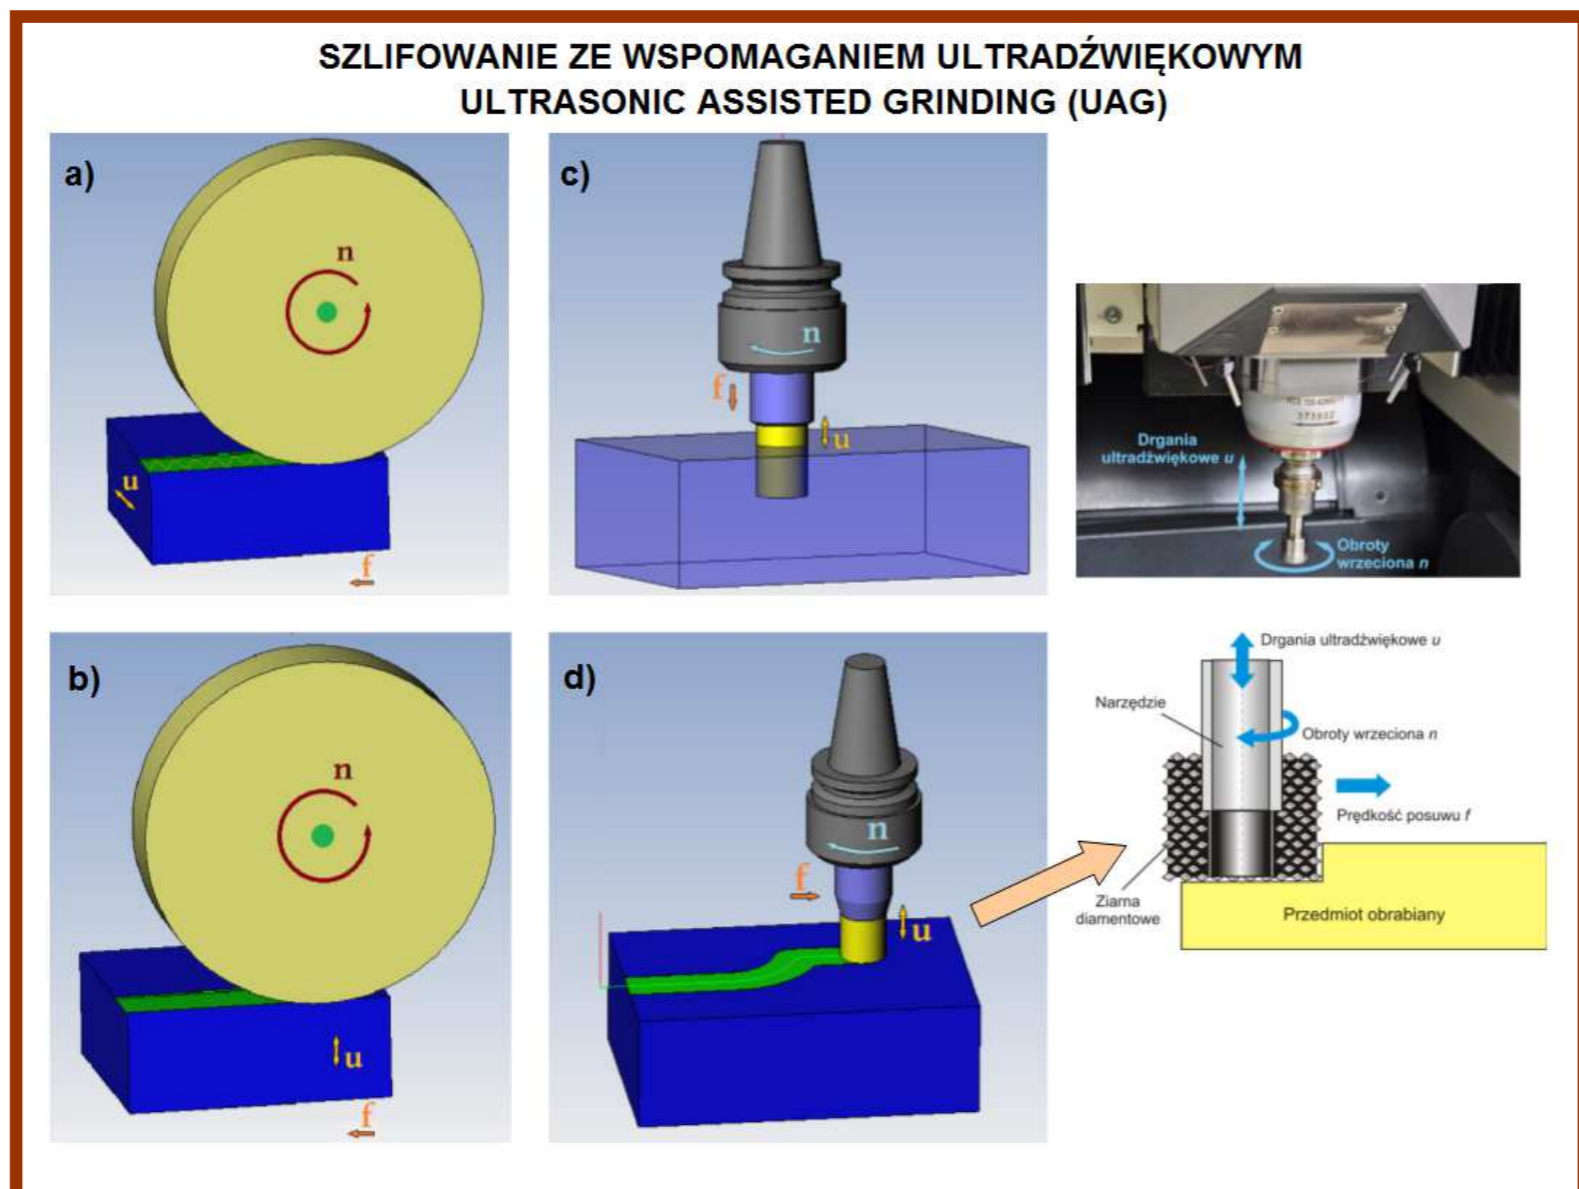 SZLIFOWANIE ZE WSPOMAGANIEM ULTRADŹWIĘKOWYM
ULTRASONIC ASSISTED GRINDING (UAG)
a)
n
u
f
c)
n
f
u
373802
Drgania
ultradźwiękowe u
Obroty
wrzeciona n
b)
n
u
f
d)
n
f
u
Drgania ultradźwiękowe u
Narzędzie
Obroty wrzeciona n
Prędkość posuwu f
Ziarna
diamentowe
Przedmiot obrabiany